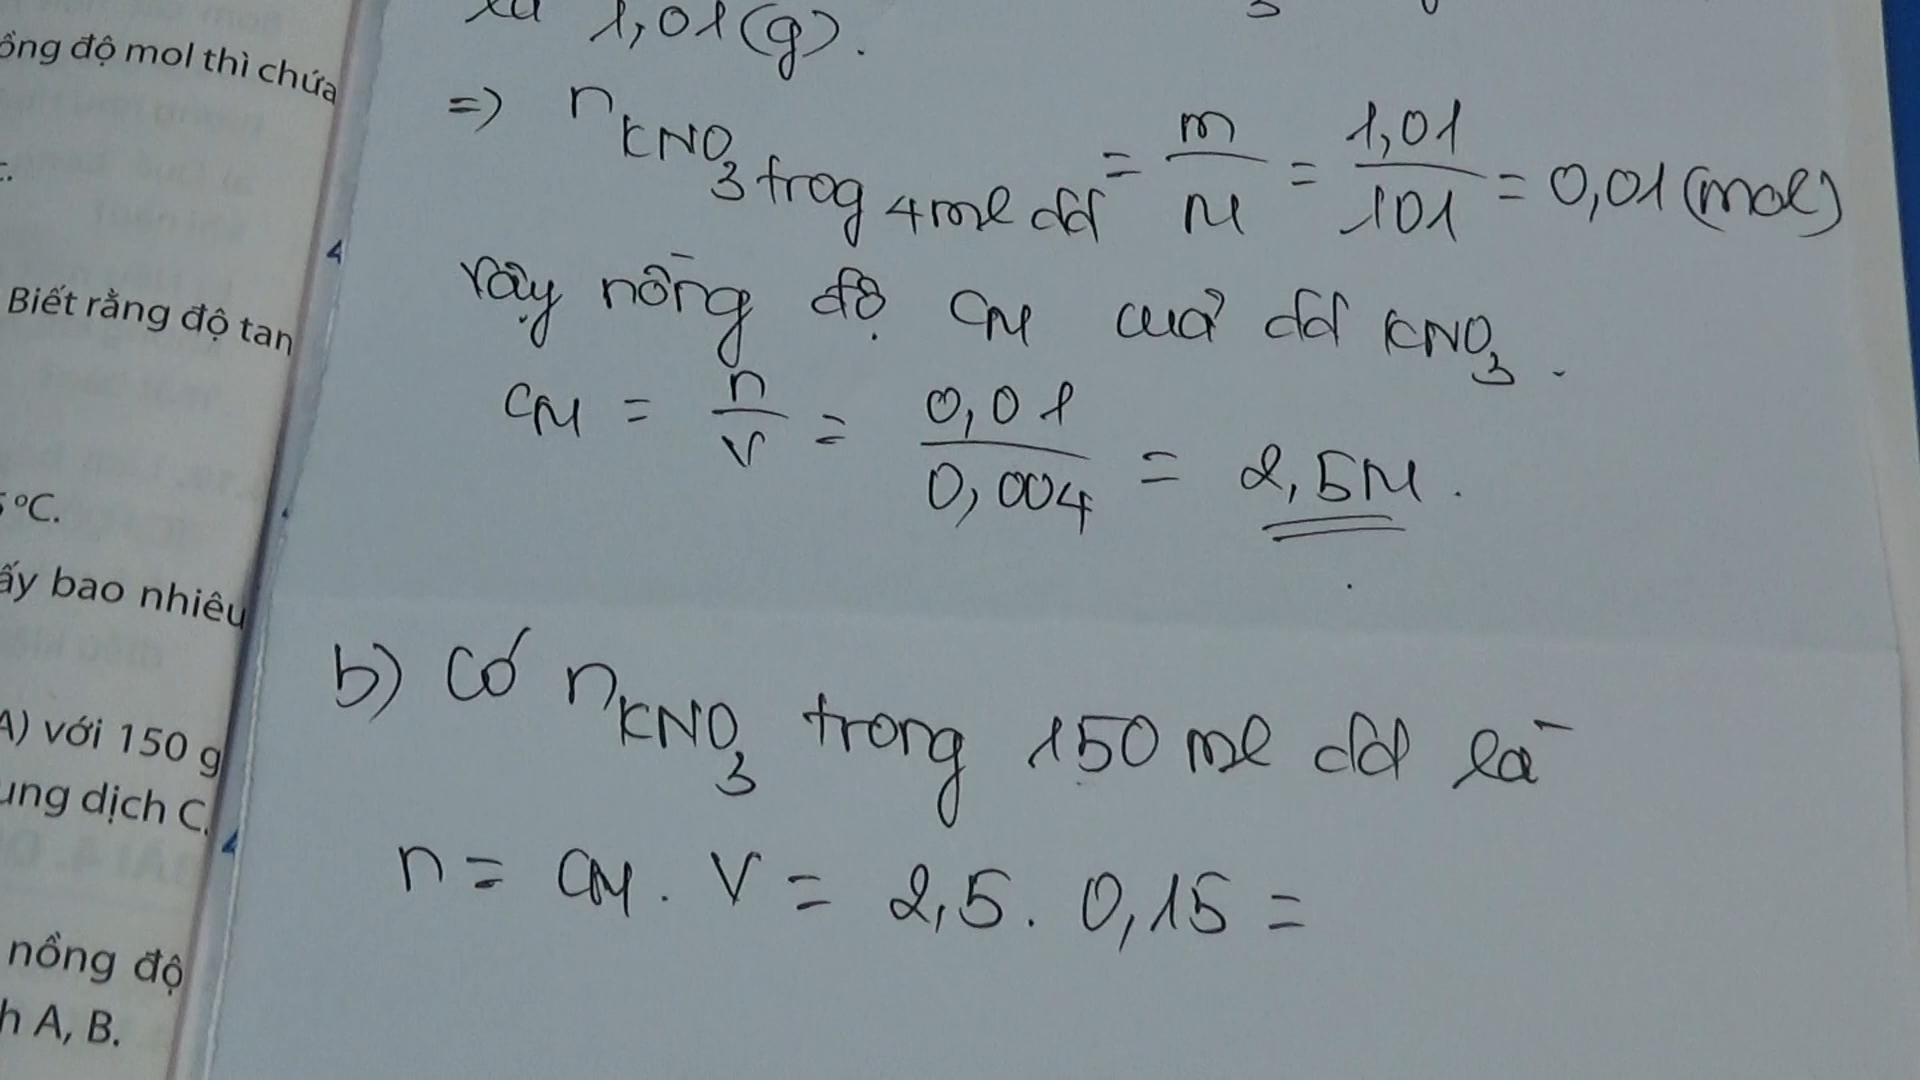 ồng độ mol thì chứa
Biết rằng độ tan
°C.
ấy bao nhiêu
A) với 150 g
ung dịch C.
nồng độ
h A, B.
là 1,01(g).
=> n KNO3 trog 4ml dd = m/M = 1,01/101 = 0,01 (mol)
Vậy nồng độ CM của dd KNO3.
CM = n/V = 0,01/0,004 = 2,5M.
b) Có nKNO3 trong 150 ml dd là
n = CM . V = 2,5 . 0,15 =